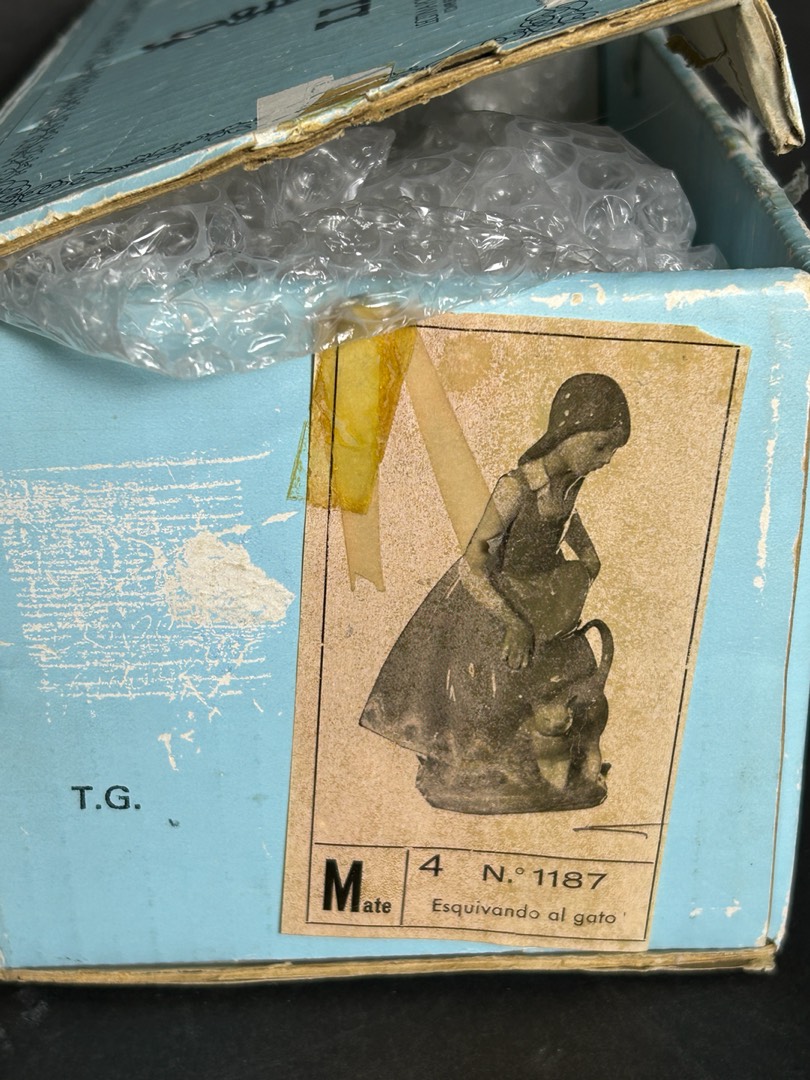 T.G.
Mate
4 N.° 1187
Esquivando al gato